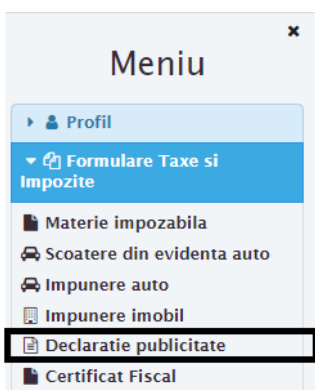 ×
Meniu
Profil
Formulare Taxe si
Impozite
Materie impozabila
Scoatere din evidenta auto
Impunere auto
Impunere imobil
Declaratie publicitate
Certificat Fiscal